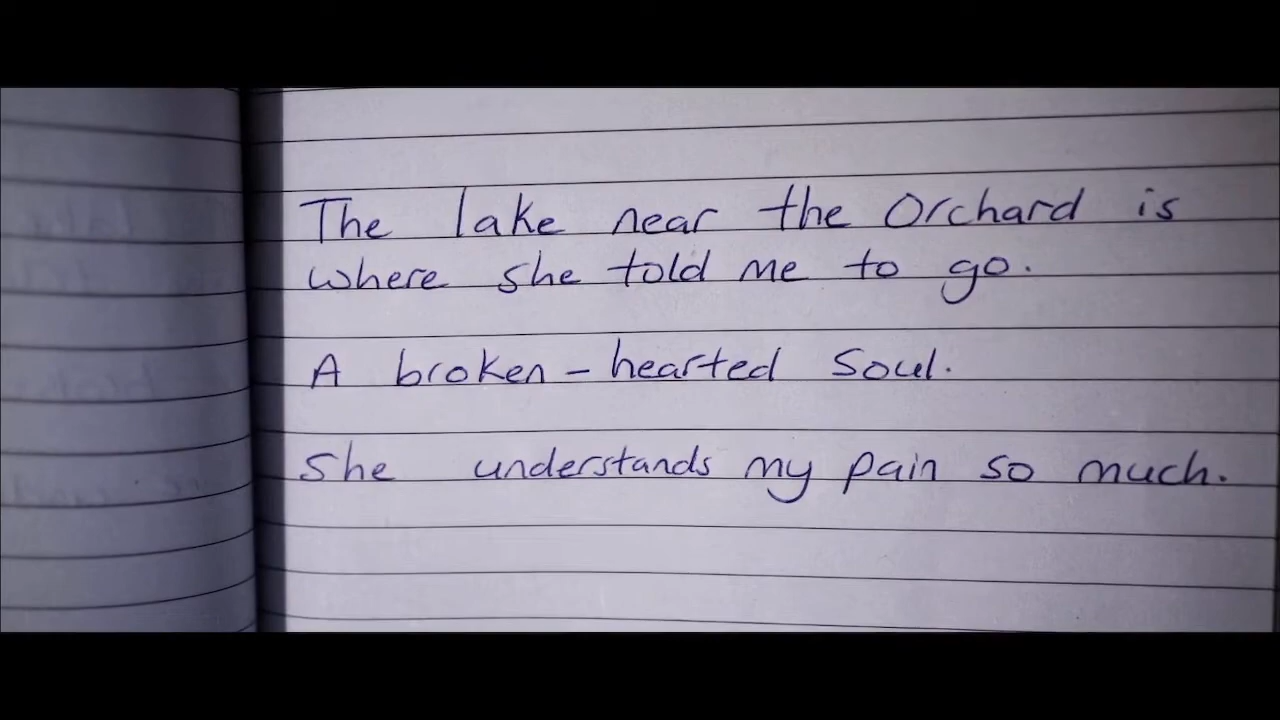 The lake near the Orchard is
where she told me to go.
A broken-hearted Soul.
She understands my pain so much.